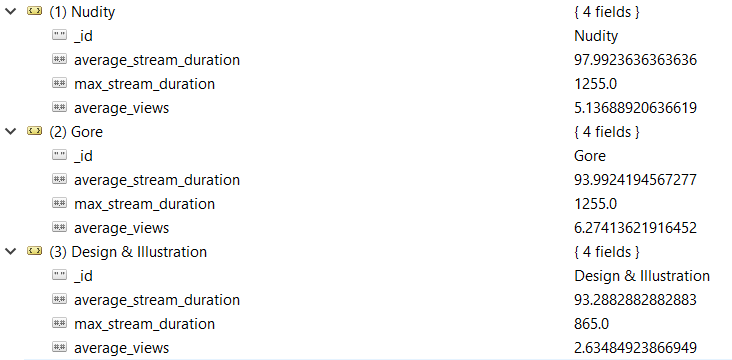 (1) Nudity { 4 fields }
_id Nudity
average_stream_duration 97.9923636363636
max_stream_duration 1255.0
average_views 5.13688920636619
(2) Gore { 4 fields }
_id Gore
average_stream_duration 93.9924194567277
max_stream_duration 1255.0
average_views 6.27413621916452
(3) Design & Illustration { 4 fields }
_id Design & Illustration
average_stream_duration 93.2882882882883
max_stream_duration 865.0
average_views 2.63484923866949